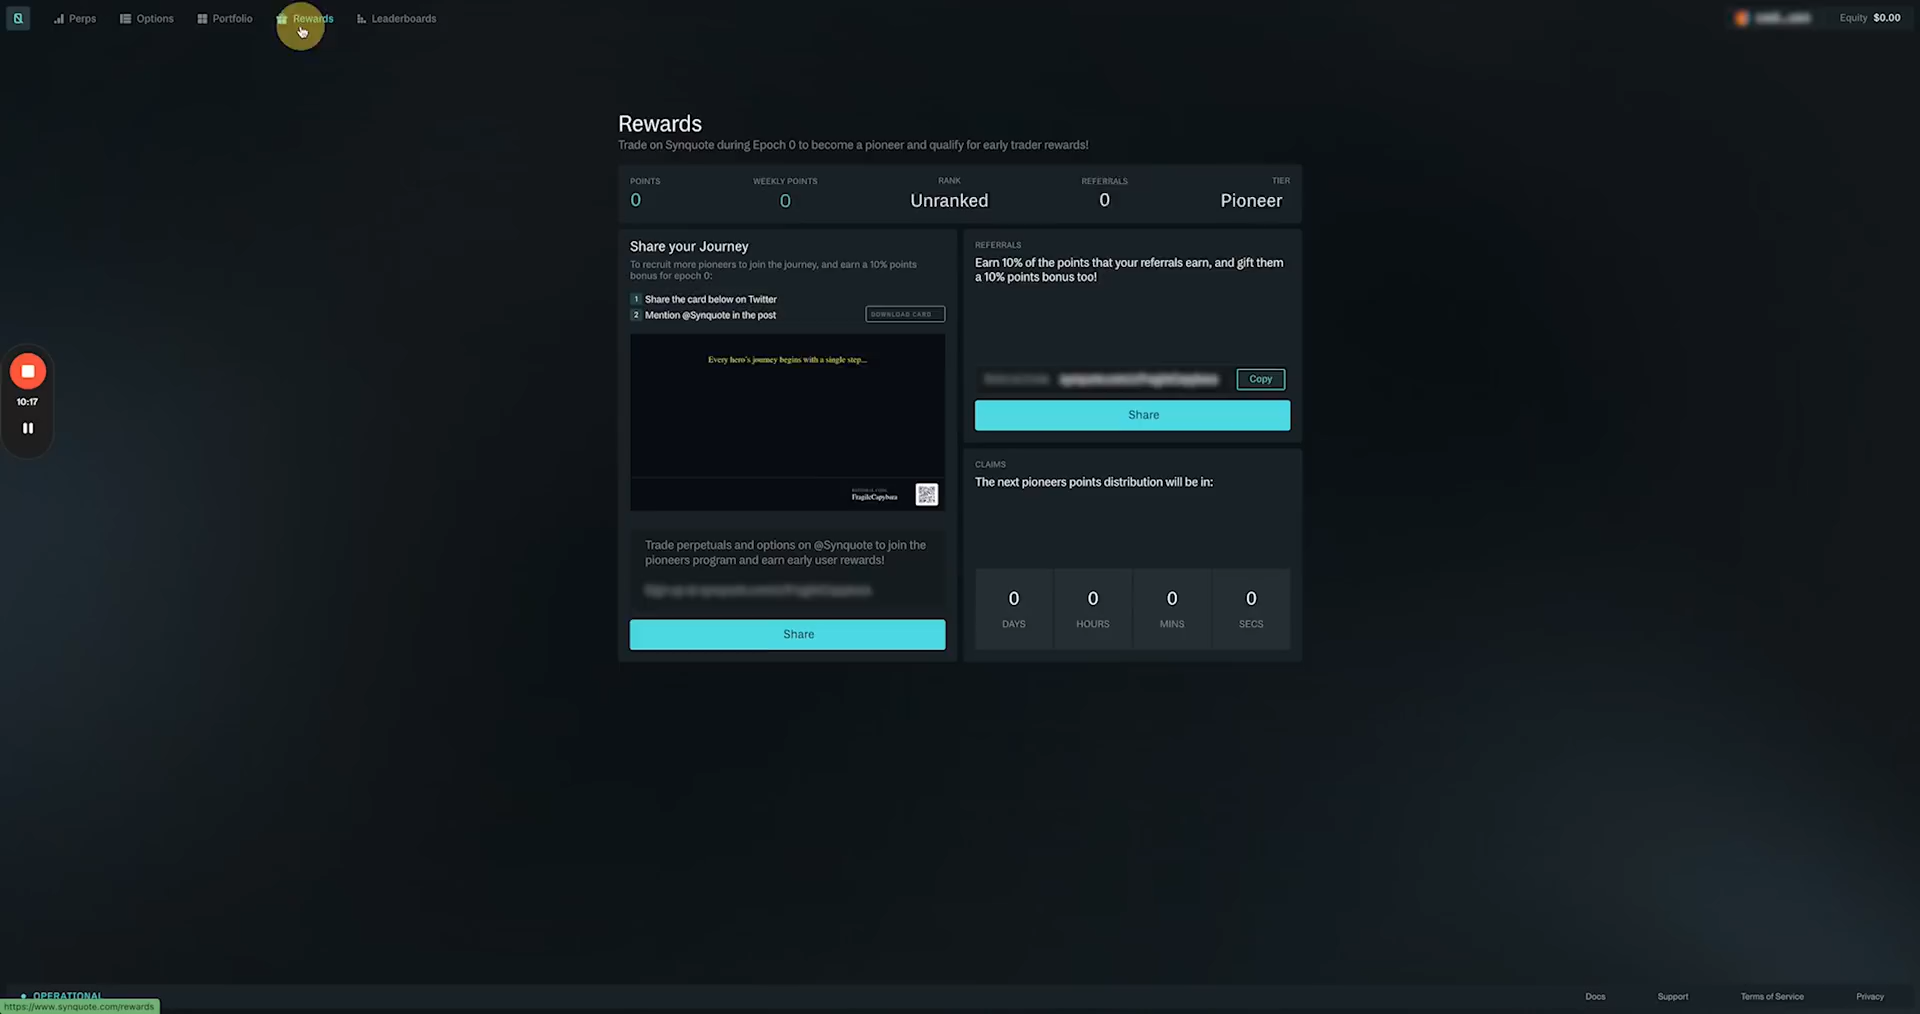 Perps
Options
Portfolio
Rewards
Leaderboards
Equity $0.00
Rewards
Trade on Synquote during Epoch 0 to become a pioneer and qualify for early trader rewards!
POINTS
0
WEEKLY POINTS
0
RANK
Unranked
REFERRALS
0
TIER
Pioneer
Share your Journey
To recruit more pioneers to join the journey, and earn a 10% points
bonus for epoch 0:
1 Share the card below on Twitter
2 Mention @Synquote in the post
DOWNLOAD CARD
Every hero's journey begins with a single step...
FragileCapybara
Trade perpetuals and options on @Synquote to join the
pioneers program and earn early user rewards!
Share
REFERRALS
Earn 10% of the points that your referrals earn, and gift them
a 10% points bonus too!
Copy
Share
CLAIMS
The next pioneers points distribution will be in:
0
DAYS
0
HOURS
0
MINS
0
SECS
10:17
OPERATIONAL
https://www.synquote.com/rewards
Docs
Support
Terms of Service
Privacy